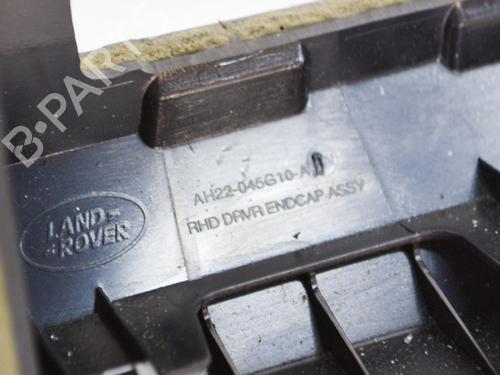 B-PARTS
AH22-045G10-A
RHD DRVR ENDCAP ASSY
LAND
ROVER